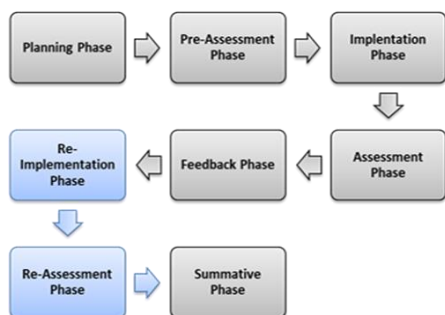 Planning Phase
Pre-Assessment
Phase
Implentation
Phase
Assessment
Phase
Feedback Phase
Re-
Implementation
Phase
Re-Assessment
Phase
Summative
Phase